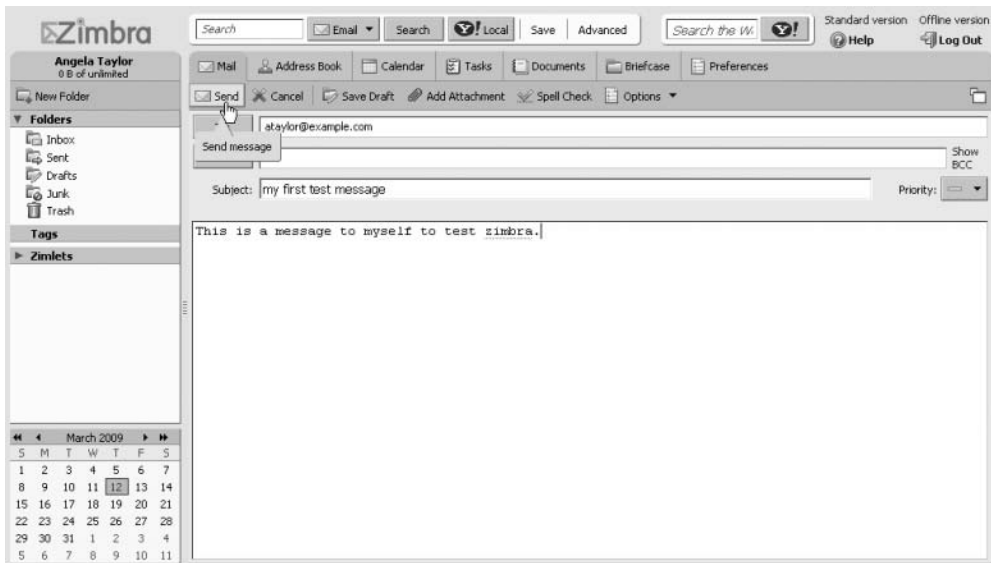 Zimbra
Search Email Search Y! Local Save Advanced Search the W Y! Standard version Offline version
Help Log Out
Angela Taylor
0 B of unlimited
Mail Address Book Calendar Tasks Documents Briefcase Preferences
New Folder
Send Cancel Save Draft Add Attachment Spell Check Options
Folders
Inbox
Sent
Drafts
Junk
Trash
Tags
Zimlets
ataylor@example.com
Send message
Show
BCC
Subject: my first test message Priority:
This is a message to myself to test zimbra.
March 2009
S M T W T F S
1 2 3 4 5 6 7
8 9 10 11 12 13 14
15 16 17 18 19 20 21
22 23 24 25 26 27 28
29 30 31 1 2 3 4
5 6 7 8 9 10 11